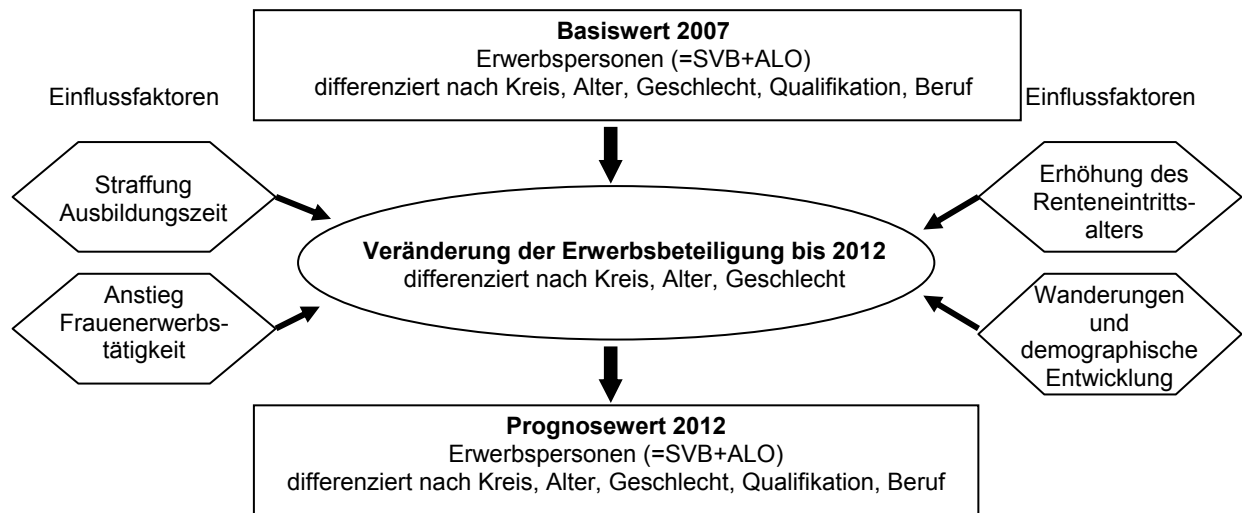 Basiswert 2007
Erwerbspersonen (=SVB+ALO)
differenziert nach Kreis, Alter, Geschlecht, Qualifikation, Beruf
Einflussfaktoren
Einflussfaktoren
Straffung
Ausbildungszeit
Erhöhung des
Renteneintritts-
alters
Veränderung der Erwerbsbeteiligung bis 2012
differenziert nach Kreis, Alter, Geschlecht
Anstieg
Frauenerwerbs-
tätigkeit
Wanderungen
und
demographische
Entwicklung
Prognosewert 2012
Erwerbspersonen (=SVB+ALO)
differenziert nach Kreis, Alter, Geschlecht, Qualifikation, Beruf